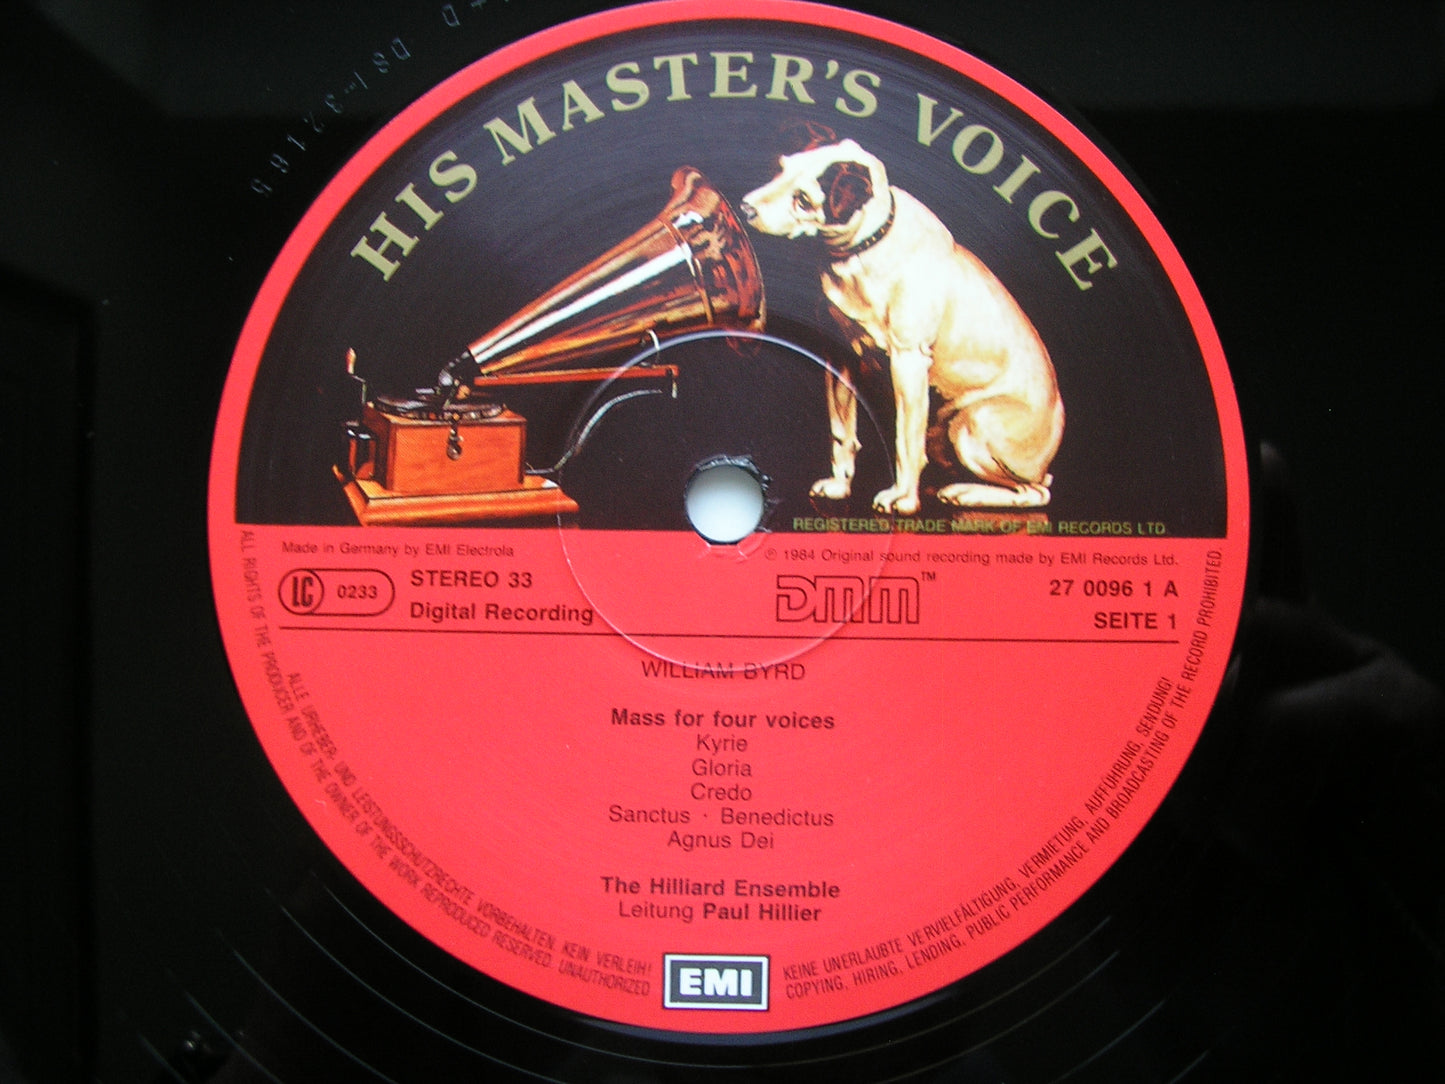 DS1-32165
HIS MASTER'S VOICE
REGISTERED TRADE MARK OF EMI RECORDS LTD
Made in Germany by EMI Electrola
℗ 1984 Original sound recording made by EMI Records Ltd.
LC 0233
STEREO 33
Digital Recording
DMM™
27 0096 1 A
SEITE 1
WILLIAM BYRD
Mass for four voices
Kyrie
Gloria
Credo
Sanctus · Benedictus
Agnus Dei
The Hilliard Ensemble
Leitung Paul Hillier
EMI
ALLE URHEBER- UND LEISTUNGSSCHUTZRECHTE VORBEHALTEN. KEIN VERLEIH! KEINE UNERLAUBTE VERVIELFÄLTIGUNG, VERMIETUNG, AUFFÜHRUNG, SENDUNG!
ALL RIGHTS OF THE PRODUCER AND OF THE OWNER OF THE WORK REPRODUCED RESERVED. UNAUTHORIZED COPYING, HIRING, LENDING, PUBLIC PERFORMANCE AND BROADCASTING OF THE RECORD PROHIBITED.